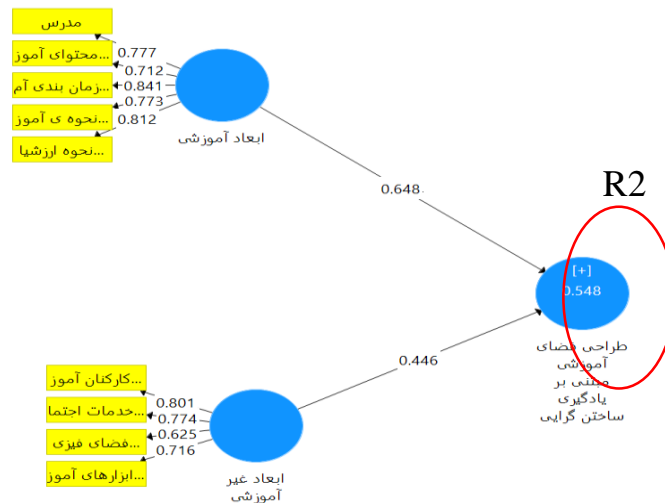 مدرس
محتوای آموز...
زمان بندی آم...
نحوه ی آموز...
نحوه ارزشیا...
0.777
0.712
0.841
0.773
0.812
ابعاد آموزشی
0.648
R2
[+]
0.548
طراحی فضای
آموزشی
مبتنی بر
یادگیری
ساختن گرایی
0.446
کارکنان آموز...
خدمات اجتما...
فضای فیزی...
ابزارهای آموز...
0.801
0.774
0.625
0.716
ابعاد غیر
آموزشی